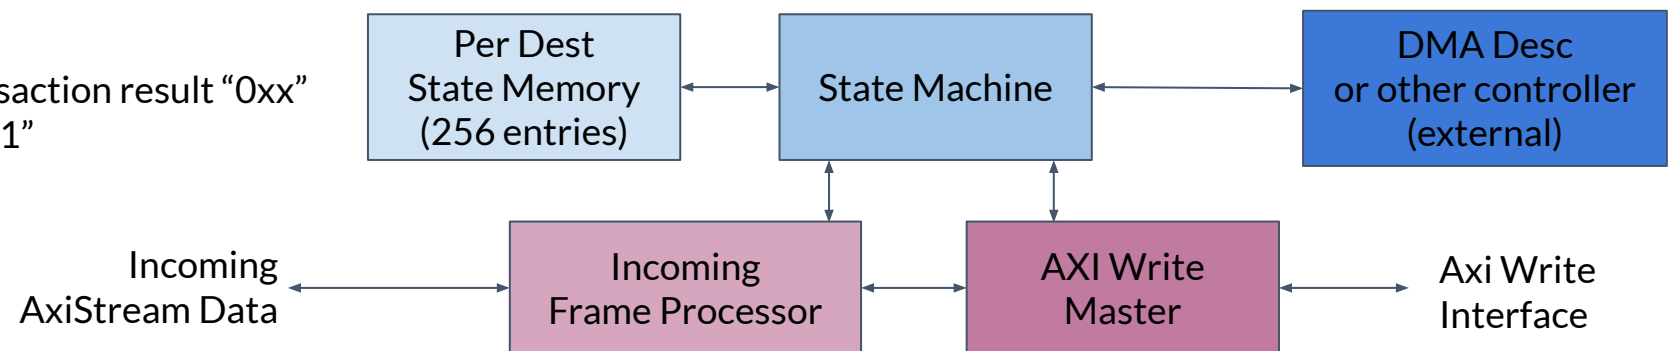 saction result “0xx”
1”
Per Dest
State Memory
(256 entries)
State Machine
DMA Desc
or other controller
(external)
Incoming
AxiStream Data
Incoming
Frame Processor
AXI Write
Master
Axi Write
Interface